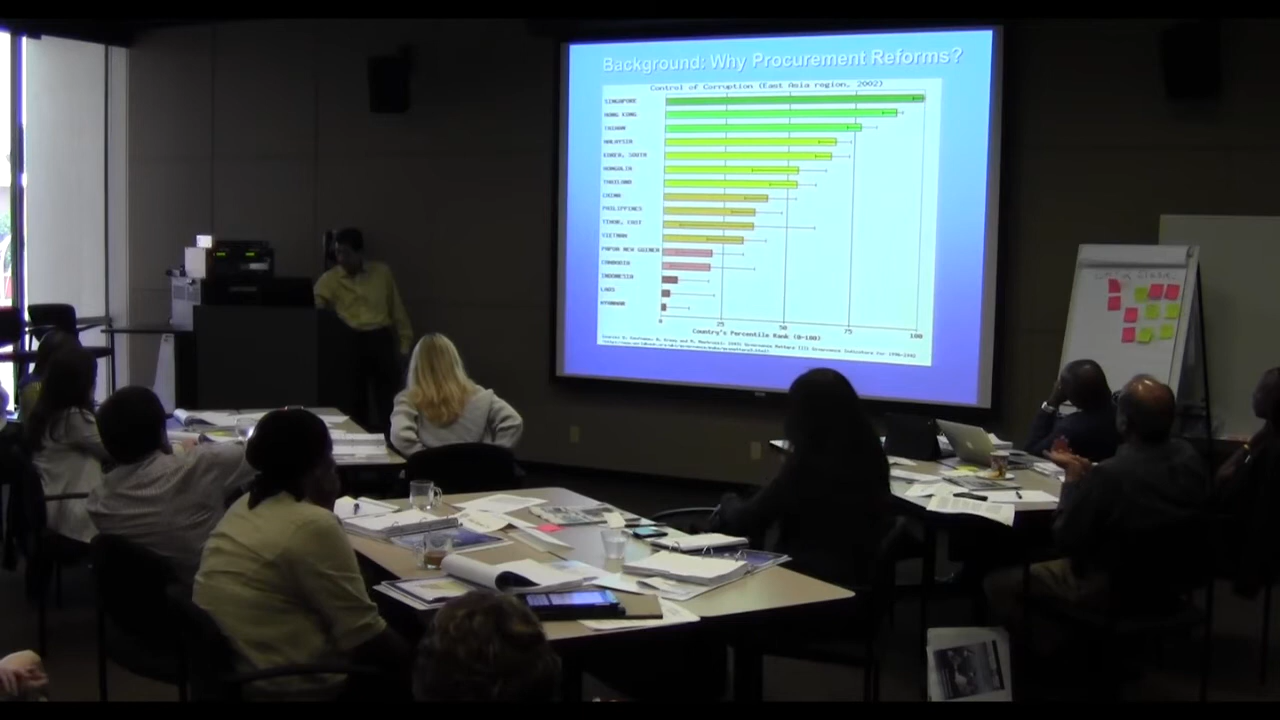 Background: Why Procurement Reforms?
Control of Corruption (East Asia region, 2002)
SINGAPORE
HONG KONG
TAIWAN
MALAYSIA
KOREA, SOUTH
MONGOLIA
THAILAND
CHINA
PHILIPPINES
TIMOR, EAST
VIETNAM
PAPUA NEW GUINEA
CAMBODIA
INDONESIA
LAOS
MYANMAR
0 25 50 75 100
Country's Percentile Rank (0-100)